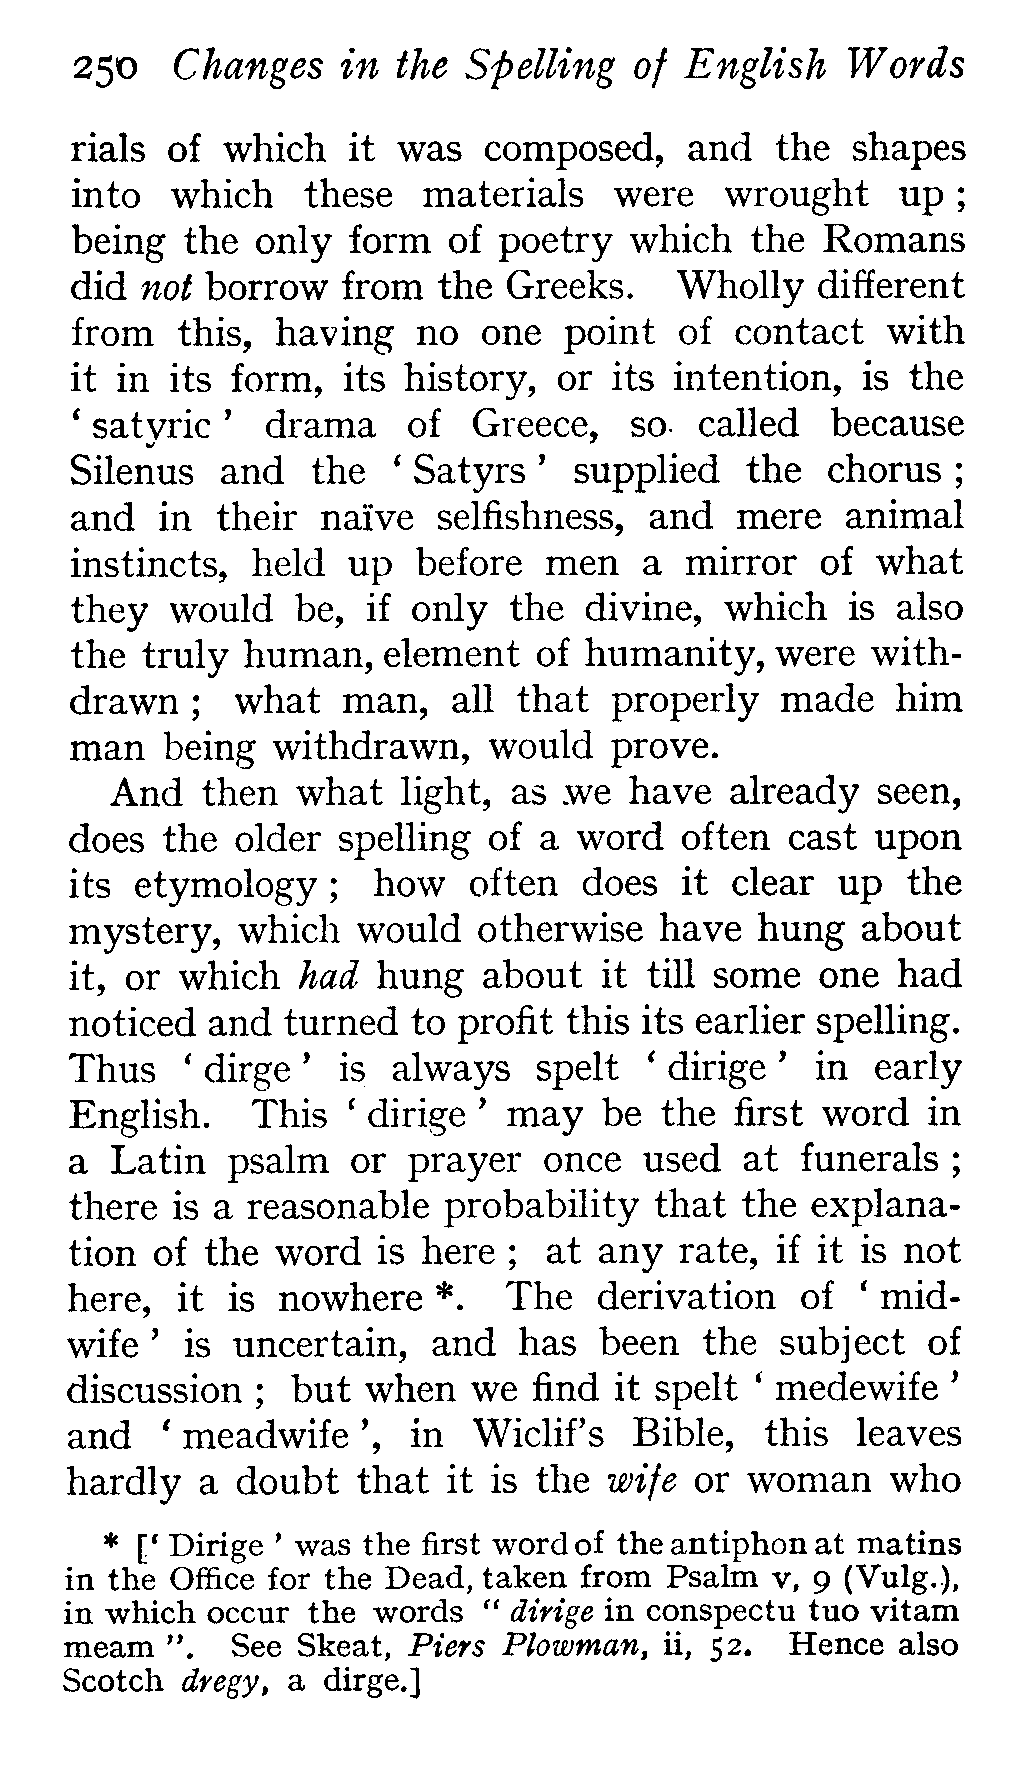 250 Changes in the Spelling of English Words
rials of which it was composed, and the shapes
into which these materials were wrought up ;
being the only form of poetry which the Romans
did not borrow from the Greeks. Wholly different
from this, having no one point of contact with
it in its form, its history, or its intention, is the
‘ satyric ’ drama of Greece, so called because
Silenus and the ‘ Satyrs ’ supplied the chorus ;
and in their naïve selfishness, and mere animal
instincts, held up before men a mirror of what
they would be, if only the divine, which is also
the truly human, element of humanity, were with-
drawn ; what man, all that properly made him
man being withdrawn, would prove.
And then what light, as we have already seen,
does the older spelling of a word often cast upon
its etymology ; how often does it clear up the
mystery, which would otherwise have hung about
it, or which had hung about it till some one had
noticed and turned to profit this its earlier spelling.
Thus ‘ dirge ’ is always spelt ‘ dirige ’ in early
English. This ‘ dirige ’ may be the first word in
a Latin psalm or prayer once used at funerals ;
there is a reasonable probability that the explana-
tion of the word is here ; at any rate, if it is not
here, it is nowhere *. The derivation of ‘ mid-
wife ’ is uncertain, and has been the subject of
discussion ; but when we find it spelt ‘ medewife ’
and ‘ meadwife ’, in Wiclif’s Bible, this leaves
hardly a doubt that it is the wife or woman who
* [‘ Dirige ’ was the first word of the antiphon at matins
in the Office for the Dead, taken from Psalm v, 9 (Vulg.),
in which occur the words “ dirige in conspectu tuo vitam
meam ”. See Skeat, Piers Plowman, ii, 52. Hence also
Scotch dregy, a dirge.]